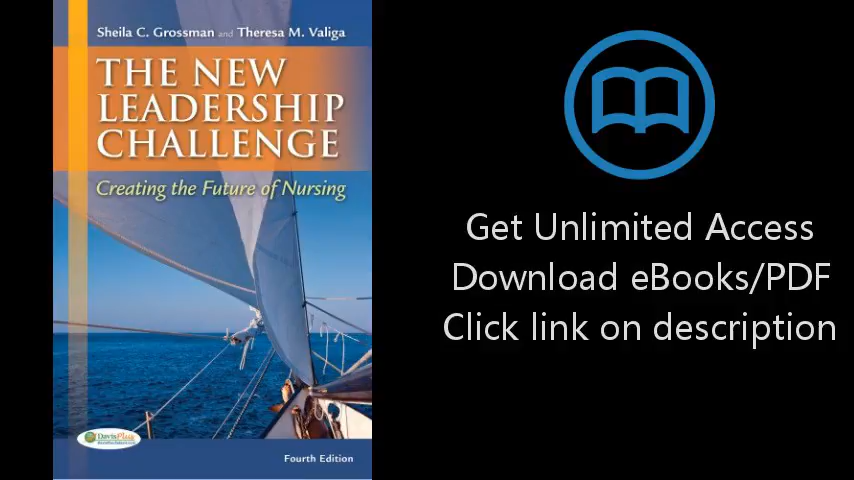 Sheila C. Grossman and Theresa M. Valiga
THE NEW
LEADERSHIP
CHALLENGE
Creating the Future of Nursing
DavisPlus
Fourth Edition
Get Unlimited Access
Download eBooks/PDF
Click link on description